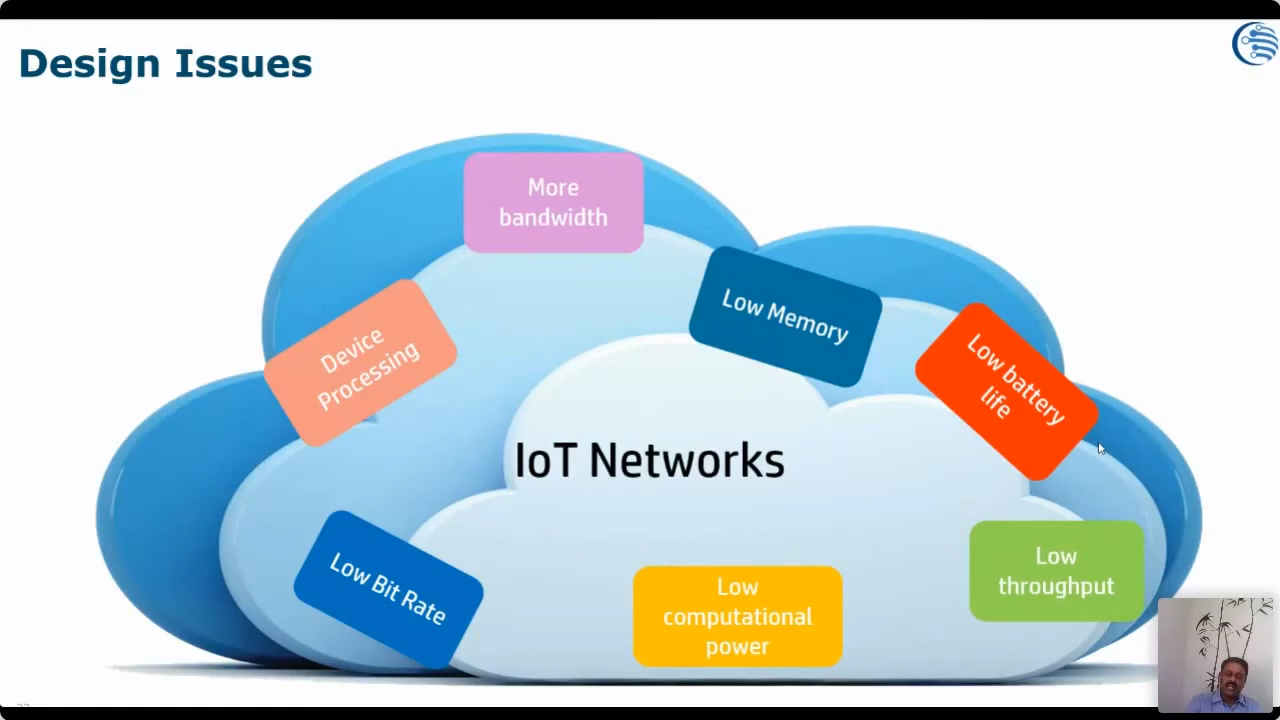 Design Issues
More
bandwidth
Low Memory
Low battery
life
Device
Processing
IoT Networks
Low Bit Rate
Low
computational
power
Low
throughput